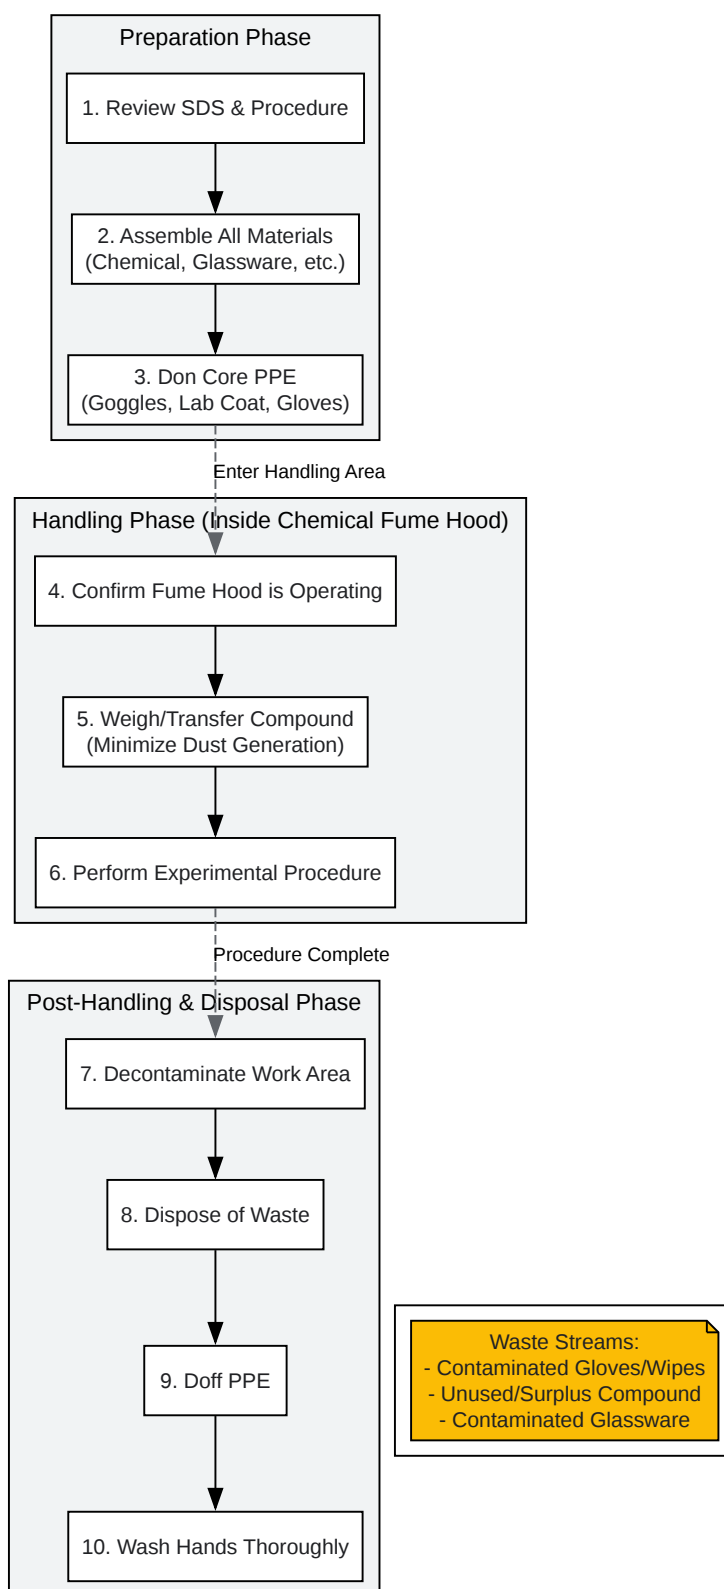 Preparation Phase
1. Review SDS & Procedure
2. Assemble All Materials
(Chemical, Glassware, etc.)
3. Don Core PPE
(Goggles, Lab Coat, Gloves)
Enter Handling Area
Handling Phase (Inside Chemical Fume Hood)
4. Confirm Fume Hood is Operating
5. Weigh/Transfer Compound
(Minimize Dust Generation)
6. Perform Experimental Procedure
Procedure Complete
Post-Handling & Disposal Phase
7. Decontaminate Work Area
8. Dispose of Waste
9. Doff PPE
10. Wash Hands Thoroughly
Waste Streams:
- Contaminated Gloves/Wipes
- Unused/Surplus Compound
- Contaminated Glassware